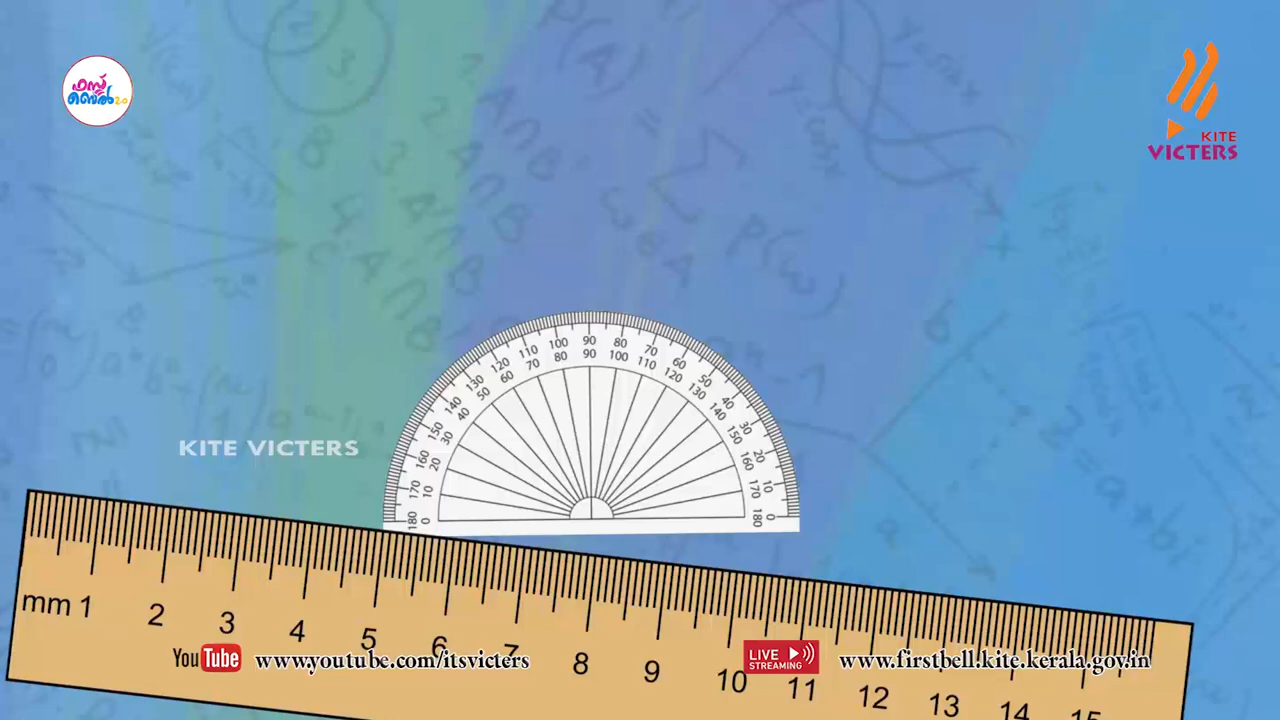 ഫസ്റ്റ്
ബെൽ 2.0
KITE
VICTERS
P(A) =
A∩B
P(ω)
ω∈A
90
100 80
110 70
120 60
130 50
140 40
150 30
160 20
170 10
180 0
90
80 100
70 110
60 120
50 130
40 140
30 150
20 160
10 170
0 180
KITE VICTERS
mm 1 2 3 4 5 6 7 8 9 10 11 12 13 14 15
YouTube www.youtube.com/itsvicters
LIVE
STREAMING
www.firstbell.kite.kerala.gov.in